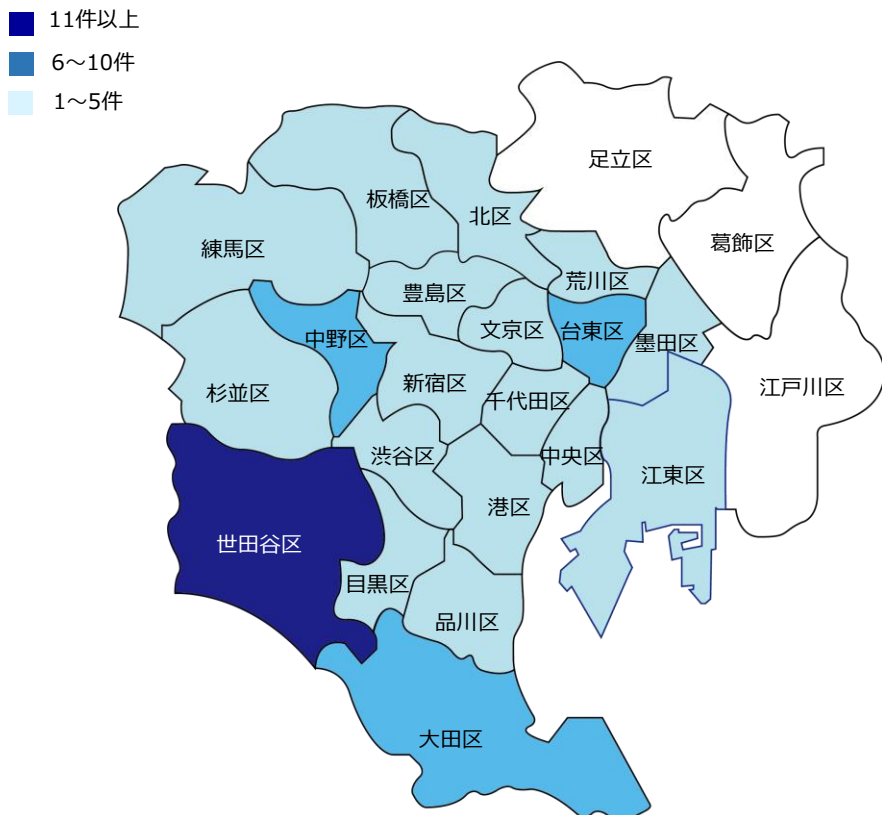 11件以上
6～10件
1～5件
足立区
板橋区
北区
葛飾区
練馬区
荒川区
豊島区
文京区
台東区
中野区
墨田区
新宿区
杉並区
千代田区
江戸川区
渋谷区
中央区
江東区
港区
世田谷区
目黒区
品川区
大田区